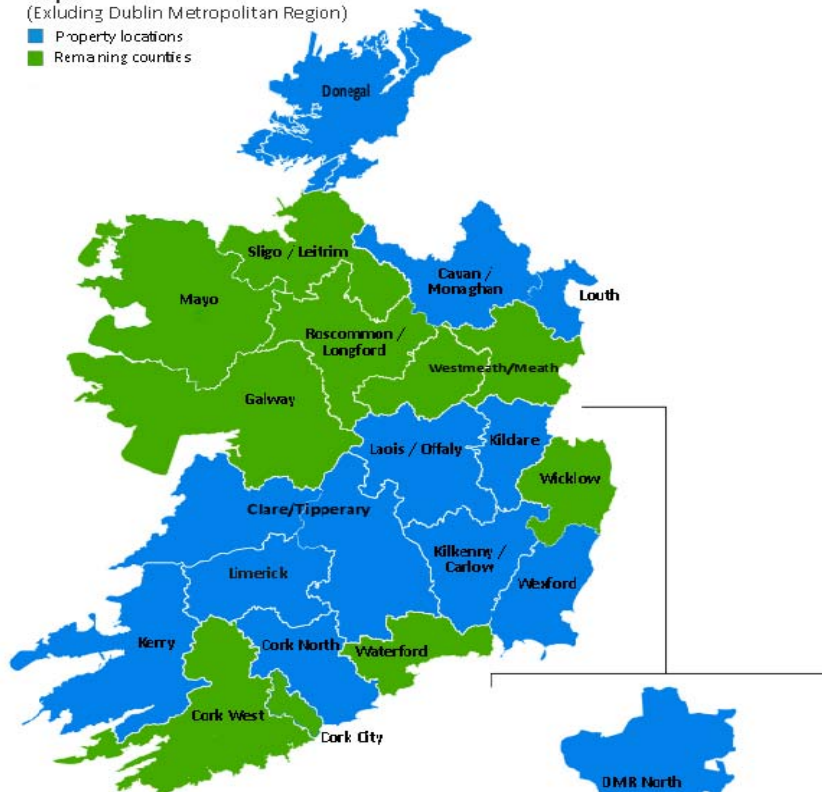 (Exluding Dublin Metropolitan Region)
Property locations
Remaning counties
Donegal
Sligo / Leitrim
Cavan /
Monaghan
Louth
Mayo
Roscommon /
Longford
Westmeath/Meath
Galway
Laois / Offaly
Kildare
Wicklow
Clare/Tipperary
Kilkenny /
Carlow
Limerick
Wexford
Kerry
Cork North
Waterford
Cork West
Cork City
DMR North